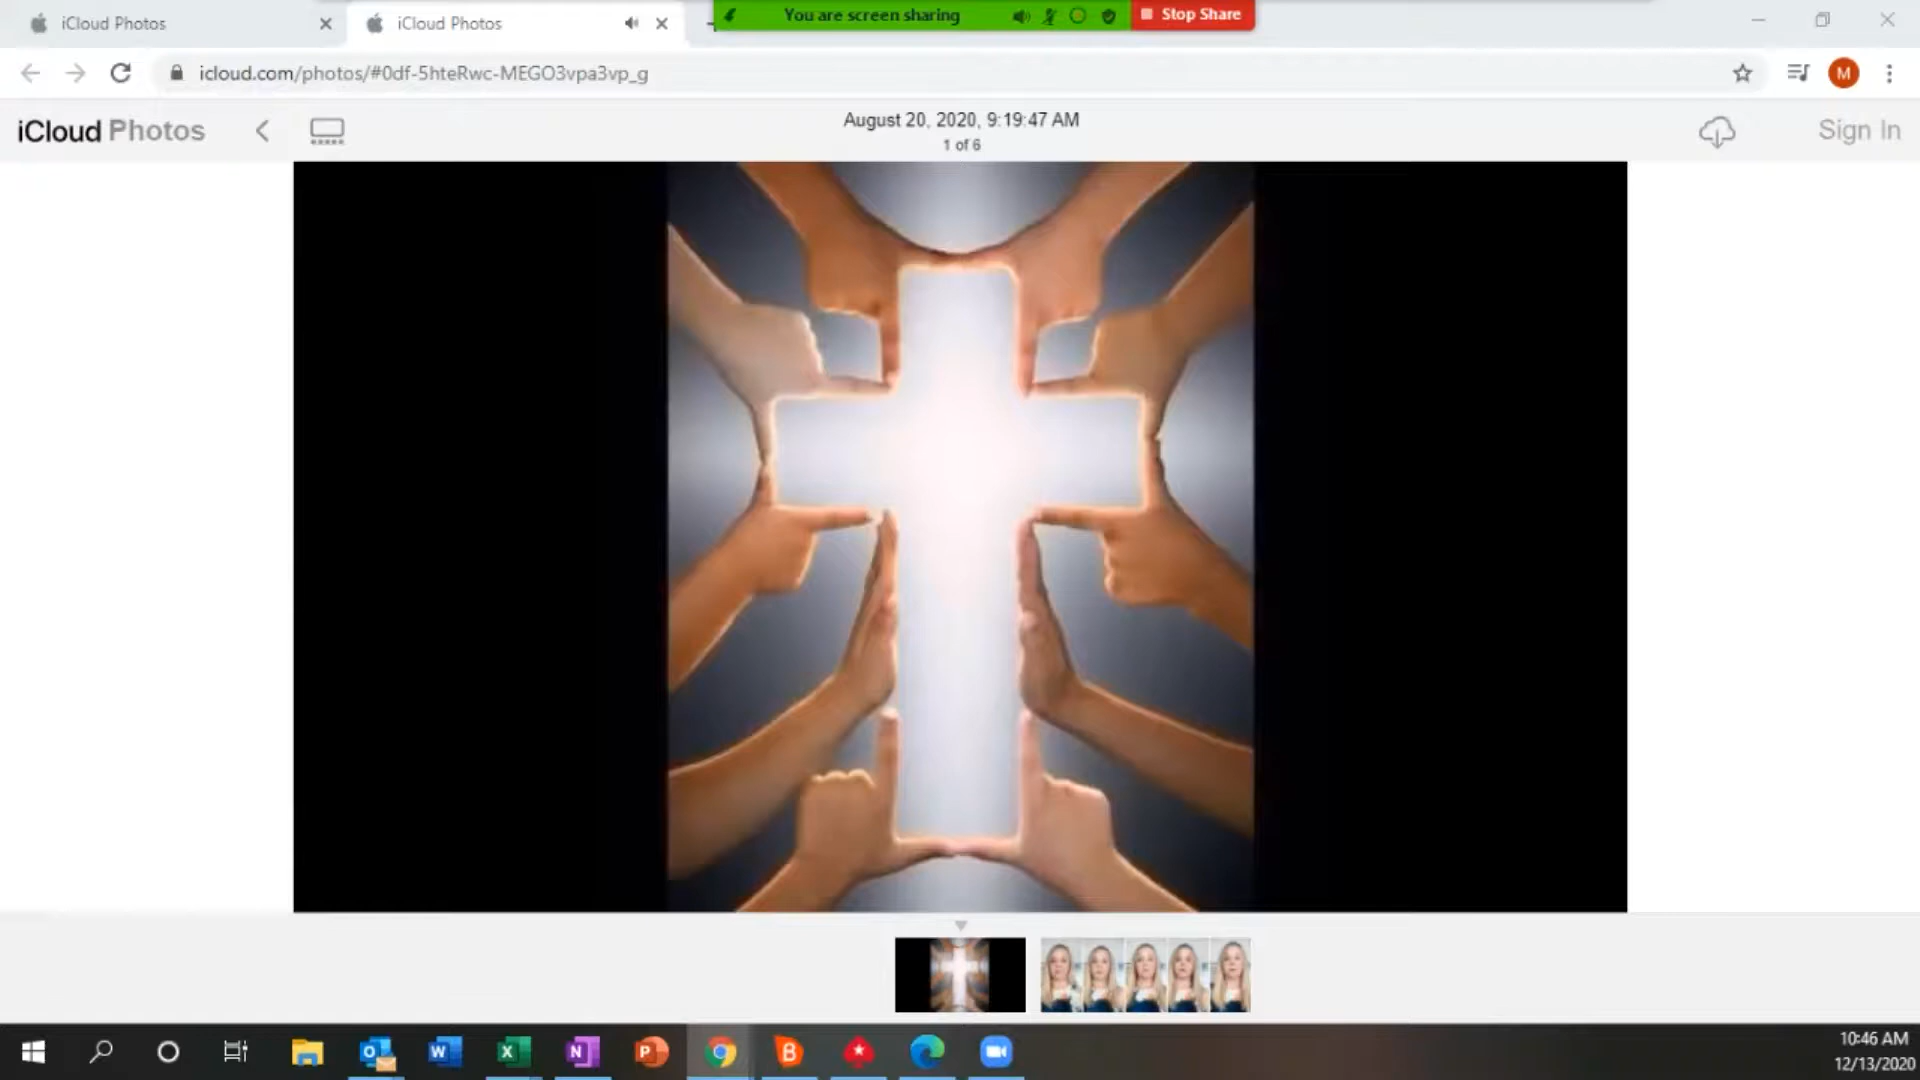 iCloud Photos
iCloud Photos
You are screen sharing
Stop Share
icloud.com/photos/#0df-5hteRwc-MEGO3vpa3vp_g
M
iCloud Photos
August 20, 2020, 9:19:47 AM
1 of 6
Sign In
10:46 AM
12/13/2020